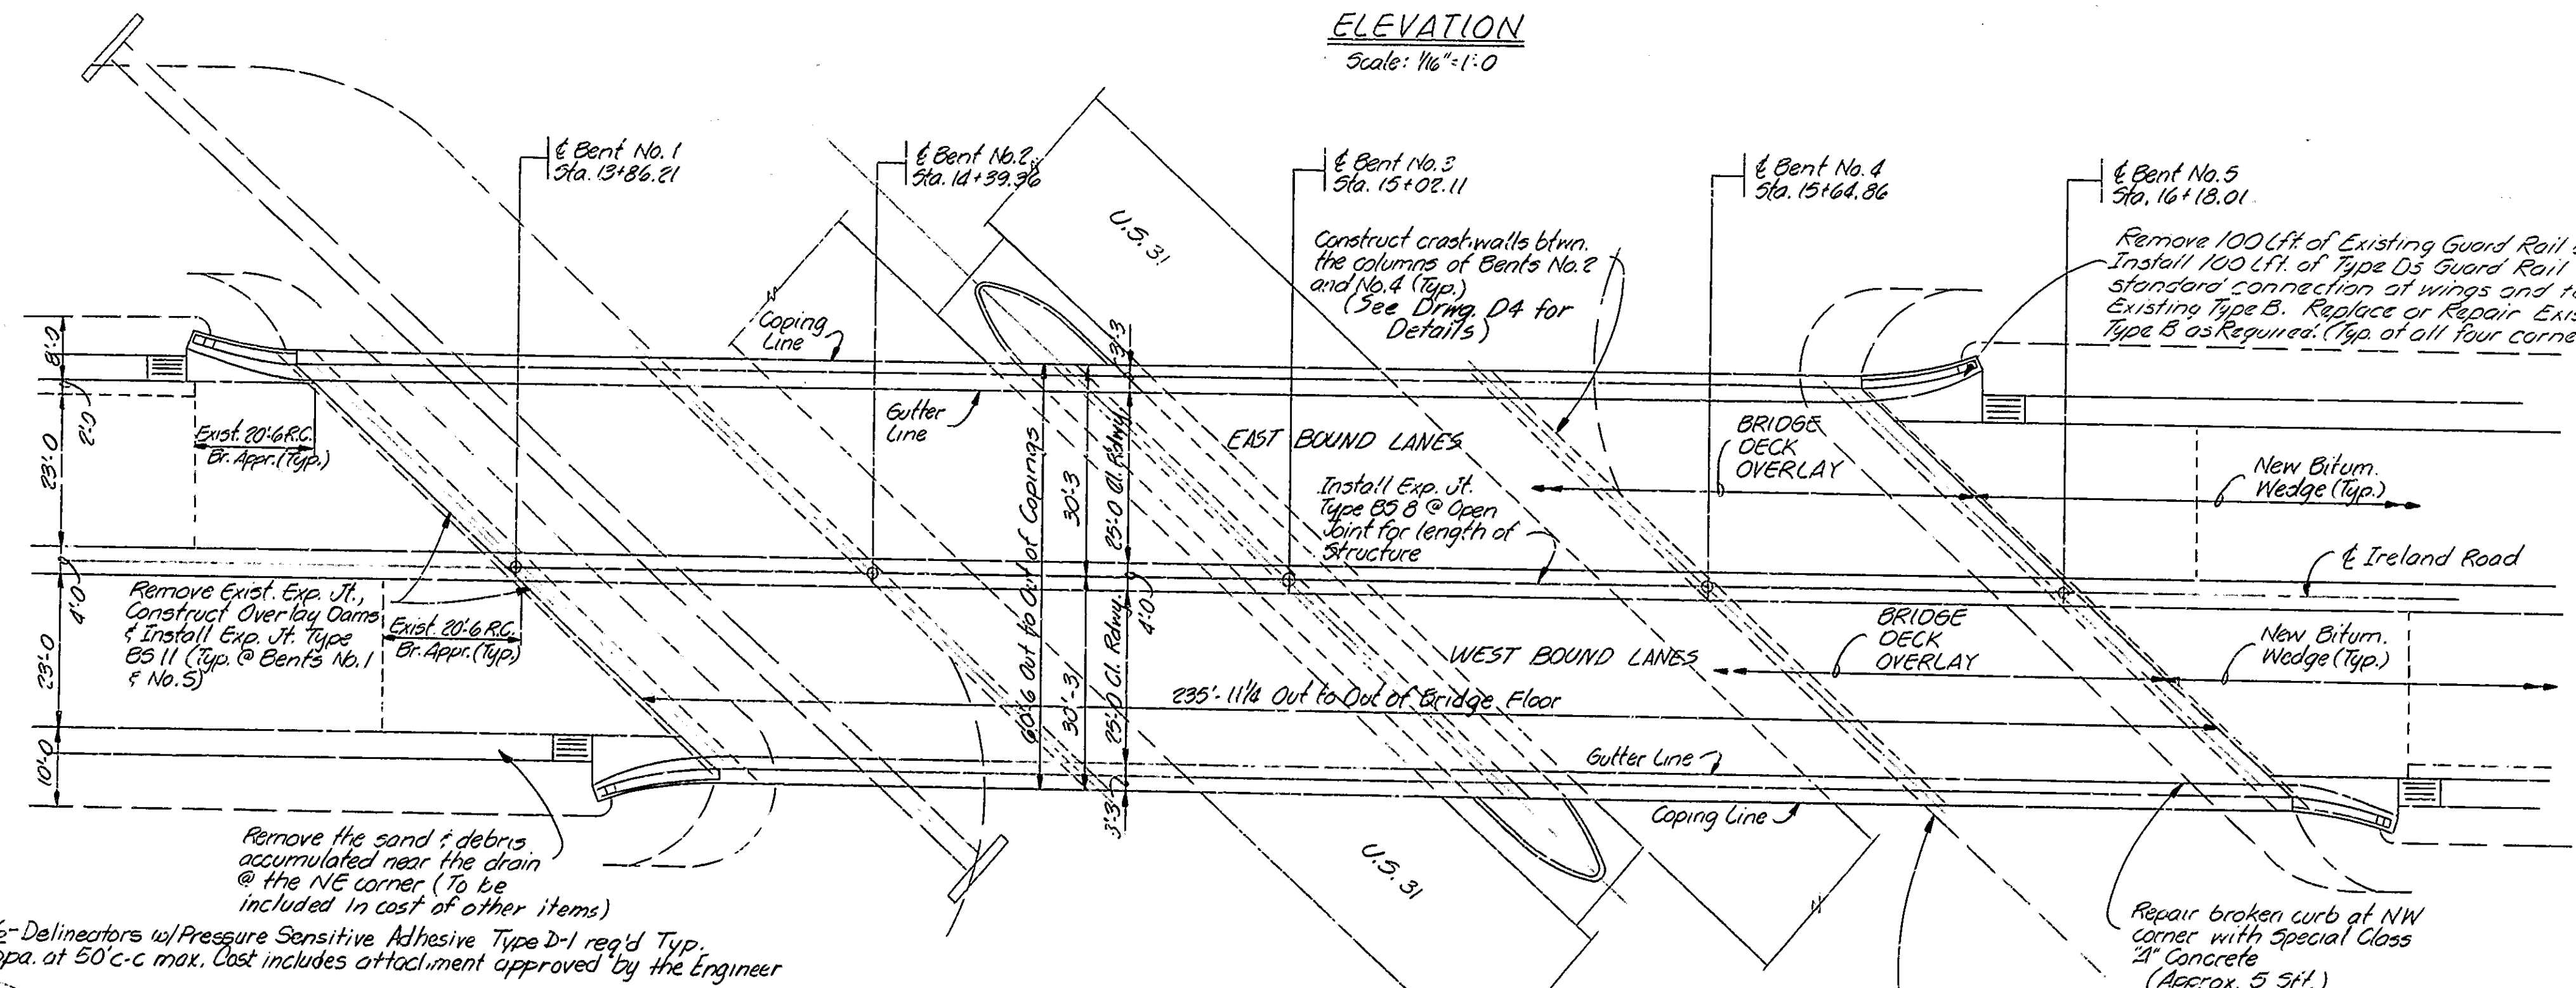 ELEVATION
Scale: 1/16"=1'-0
℄ Bent No. 1
Sta. 13+86.21
℄ Bent No. 2
Sta. 14+39.36
℄ Bent No. 3
Sta. 15+02.11
℄ Bent No. 4
Sta. 15+64.86
℄ Bent No. 5
Sta. 16+18.01
U.S. 31
Construct crashwalls btwn.
the columns of Bents No. 2
and No. 4 (Typ.)
(See Drwg. D4 for
Details)
Remove 100 Lft. of Existing Guard Rail
Install 100 Lft. of Type Ds Guard Rail
standard connection at wings and
Existing Type B. Replace or Repair
Type B as Required. (Typ. at all four
Coping
Line
3'-3
8'-0
2'-0
23'-0
Exist. 20'-6 R.C.
Br. Appr. (Typ.)
Gutter
Line
EAST BOUND LANES
BRIDGE
DECK
OVERLAY
New Bitum.
Wedge (Typ.)
Install Exp. Jt.
Type BS 8 @ Open
Joint for length of
Structure
60'-6 Out to Out of Copings
30'-3
25'-0 Cl. Rdwy.
℄ Ireland Road
4'-0
Remove Exist. Exp. Jt.,
Construct Overlay Dams
& Install Exp. Jt. Type
BS 11 (Typ. @ Bents No. 1
& No. 5)
Exist. 20'-6 R.C.
Br. Appr. (Typ.)
4'-0
30'-3
25'-0 Cl. Rdwy.
WEST BOUND LANES
BRIDGE
DECK
OVERLAY
New Bitum.
Wedge (Typ.)
23'-0
235'-11 1/4 Out to Out of Bridge Floor
10'-0
Gutter Line
3'-3
Coping Line
Remove the sand & debris
accumulated near the drain
@ the NE corner (To be
included in cost of other items)
U.S. 31
Delineators w/Pressure Sensitive Adhesive Type D-1 req'd Typ.
at 50' c-c max. Cost includes attachment approved by the Engineer
Repair broken curb at NW
corner with Special Class
"A" Concrete
(Approx. 5 Sft.)